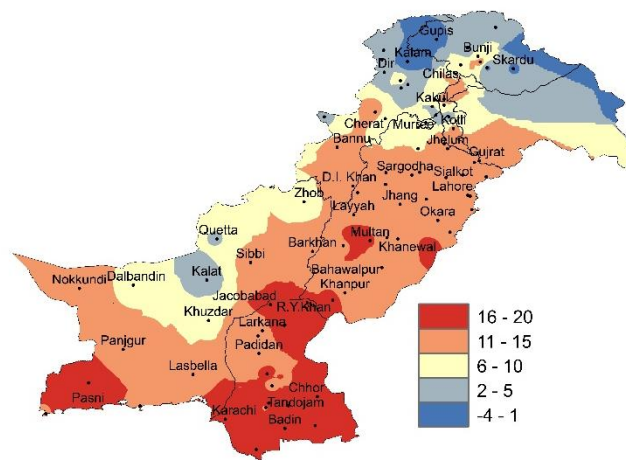 Gupis
Kalam
Bunji
Dir
Skardu
Chilas
Kakul
Cherat
Murree
Kotli
Bannu
Jhelum
Gujrat
Sargodha
Sialkot
D.I. Khan
Lahore
Zhob
Jhang
Layyah
Okara
Quetta
Multan
Barkhan
Khanewal
Sibbi
Kalat
Bahawalpur
Nokkundi
Dalbandin
Khanpur
Jacobabad
R.Y.Khan
Khuzdar
Larkana
Padidan
Panjgur
Lasbella
Pasni
Chhor
Tandojam
Karachi
Badin
16 - 20
11 - 15
6 - 10
2 - 5
-4 - 1